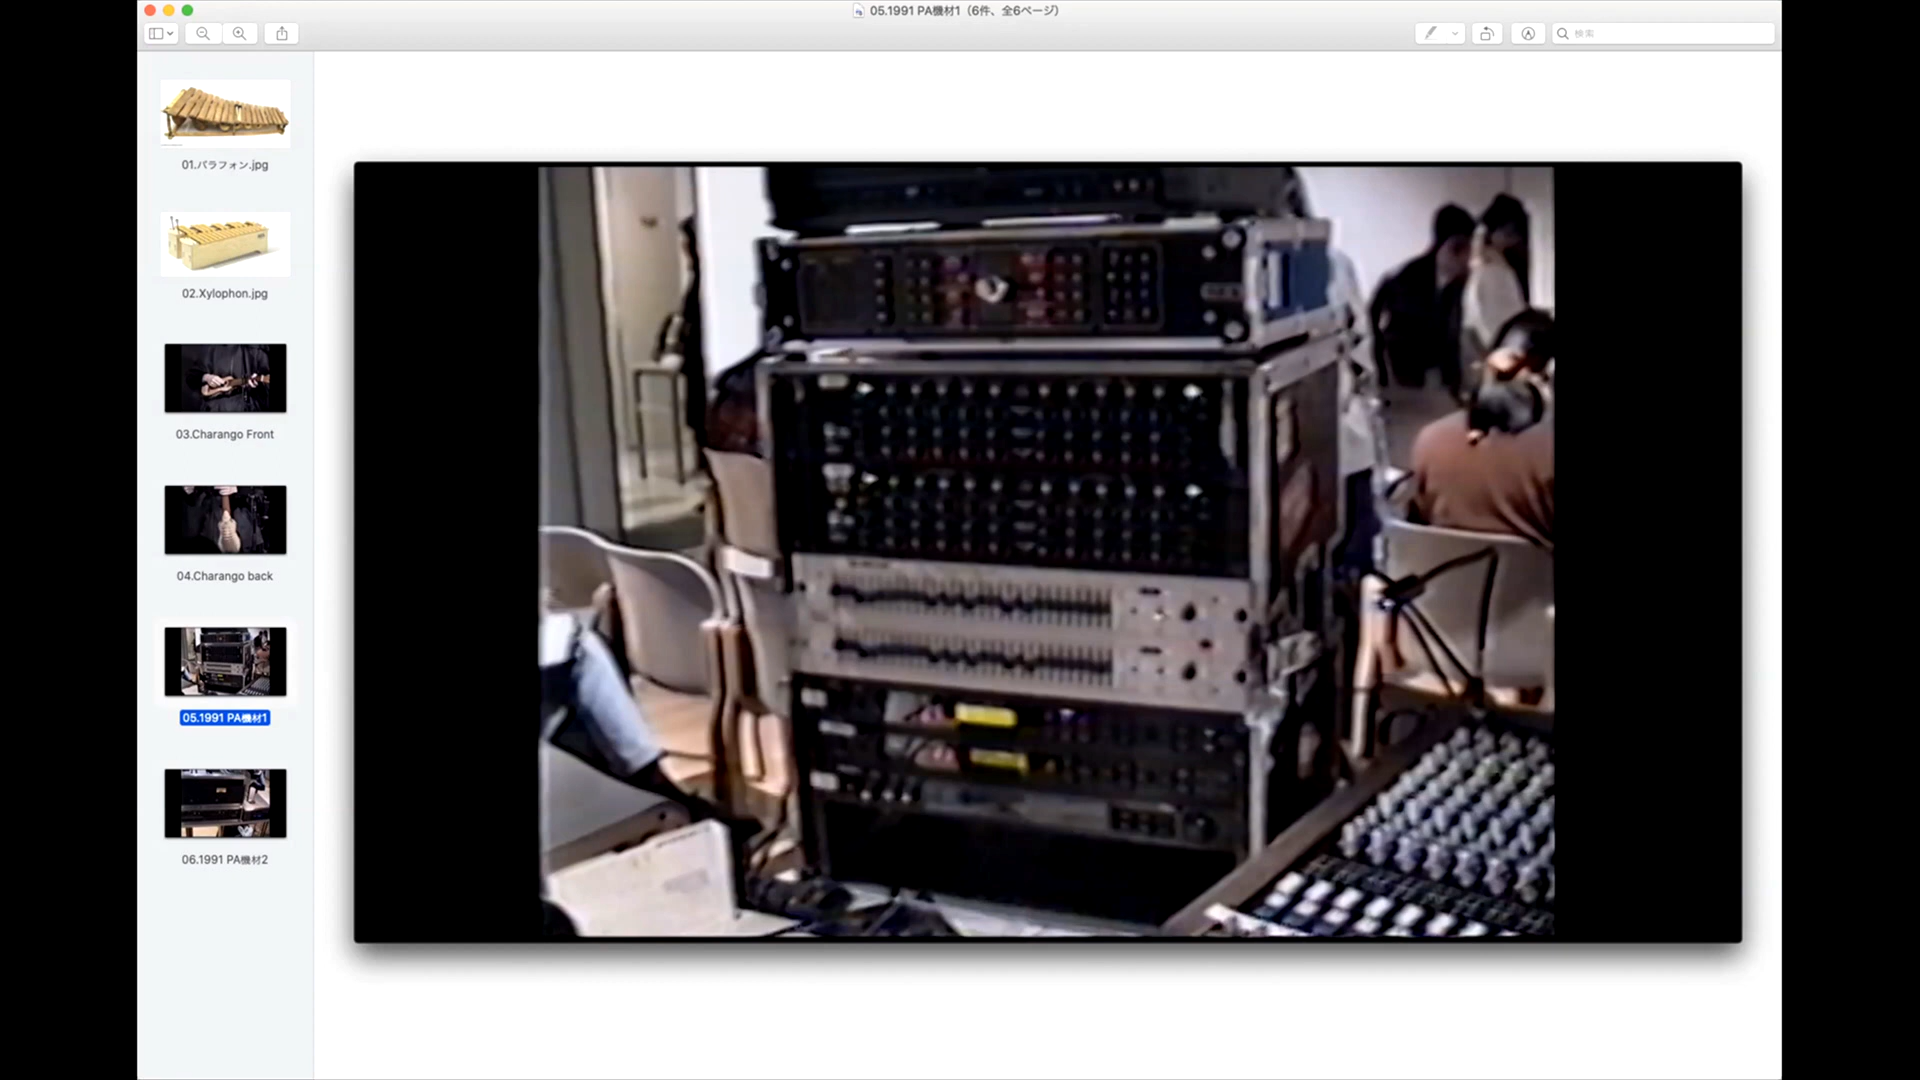 05.1991 PA機材1（6件、全6ページ）
検索
01.バラフォン.jpg
02.Xylophon.jpg
03.Charango Front
04.Charango back
05.1991 PA機材1
06.1991 PA機材2